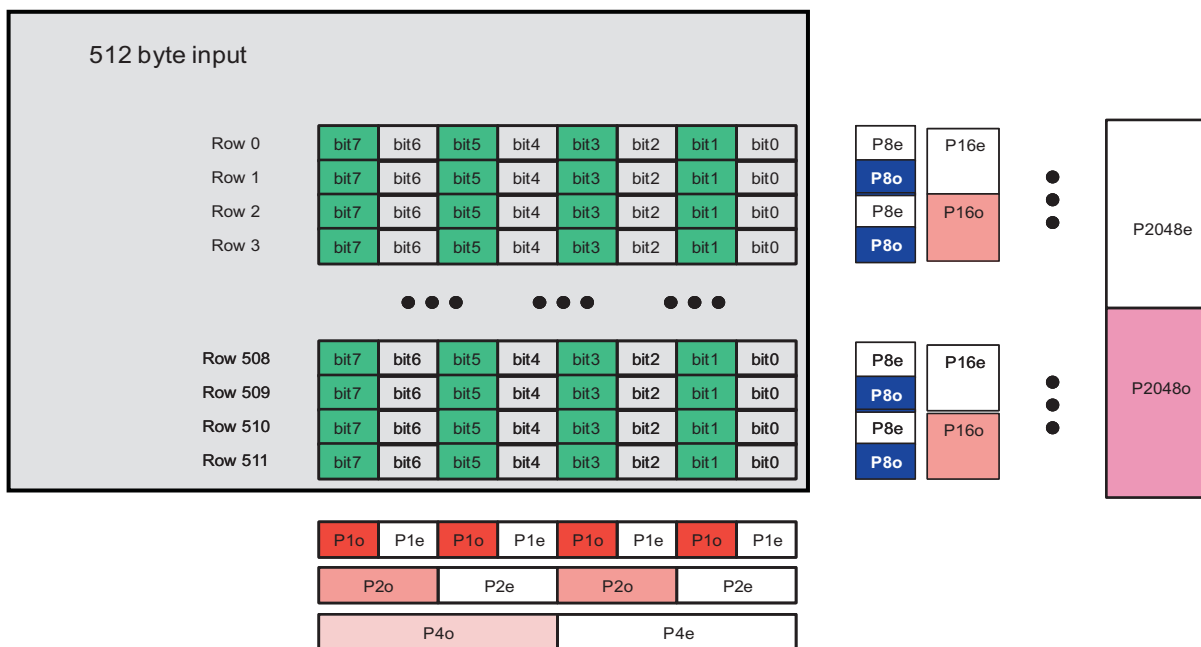 512 byte input
Row 0 bit7 bit6 bit5 bit4 bit3 bit2 bit1 bit0 P8e P16e
Row 1 bit7 bit6 bit5 bit4 bit3 bit2 bit1 bit0 P8o
Row 2 bit7 bit6 bit5 bit4 bit3 bit2 bit1 bit0 P8e P16o
P2048e
Row 3 bit7 bit6 bit5 bit4 bit3 bit2 bit1 bit0 P8o
Row 508 bit7 bit6 bit5 bit4 bit3 bit2 bit1 bit0 P8e P16e
Row 509 bit7 bit6 bit5 bit4 bit3 bit2 bit1 bit0 P8o P2048o
Row 510 bit7 bit6 bit5 bit4 bit3 bit2 bit1 bit0 P8e P16o
Row 511 bit7 bit6 bit5 bit4 bit3 bit2 bit1 bit0 P8o
P1o P1e P1o P1e P1o P1e P1o P1e
P2o P2e P2o P2e
P4o P4e